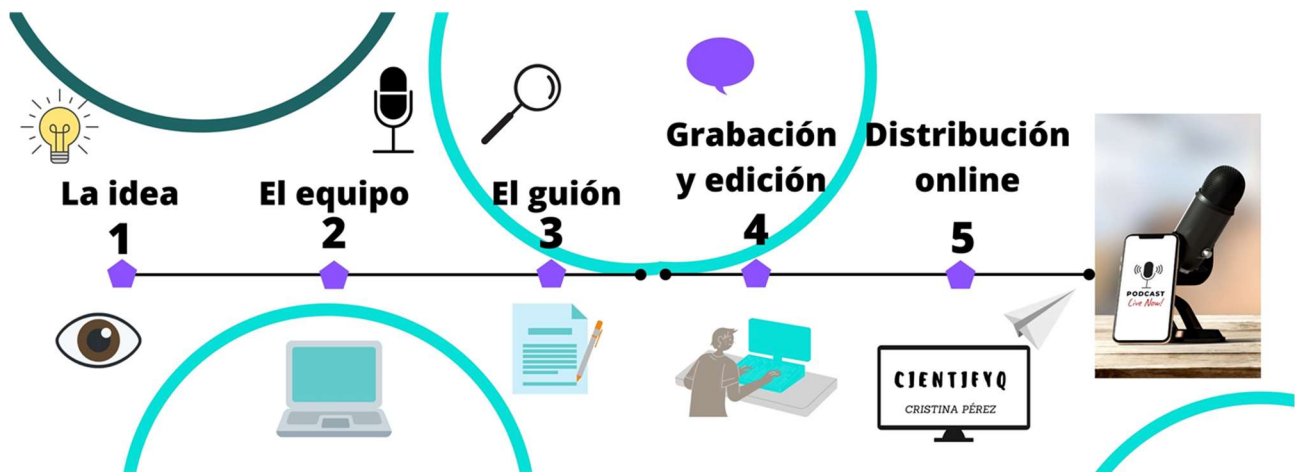 La idea
1
El equipo
2
El guión
3
Grabación
y edición
4
Distribución
online
5
PODCAST
Live Now!
CIENTIFYQ
CRISTINA PÉREZ